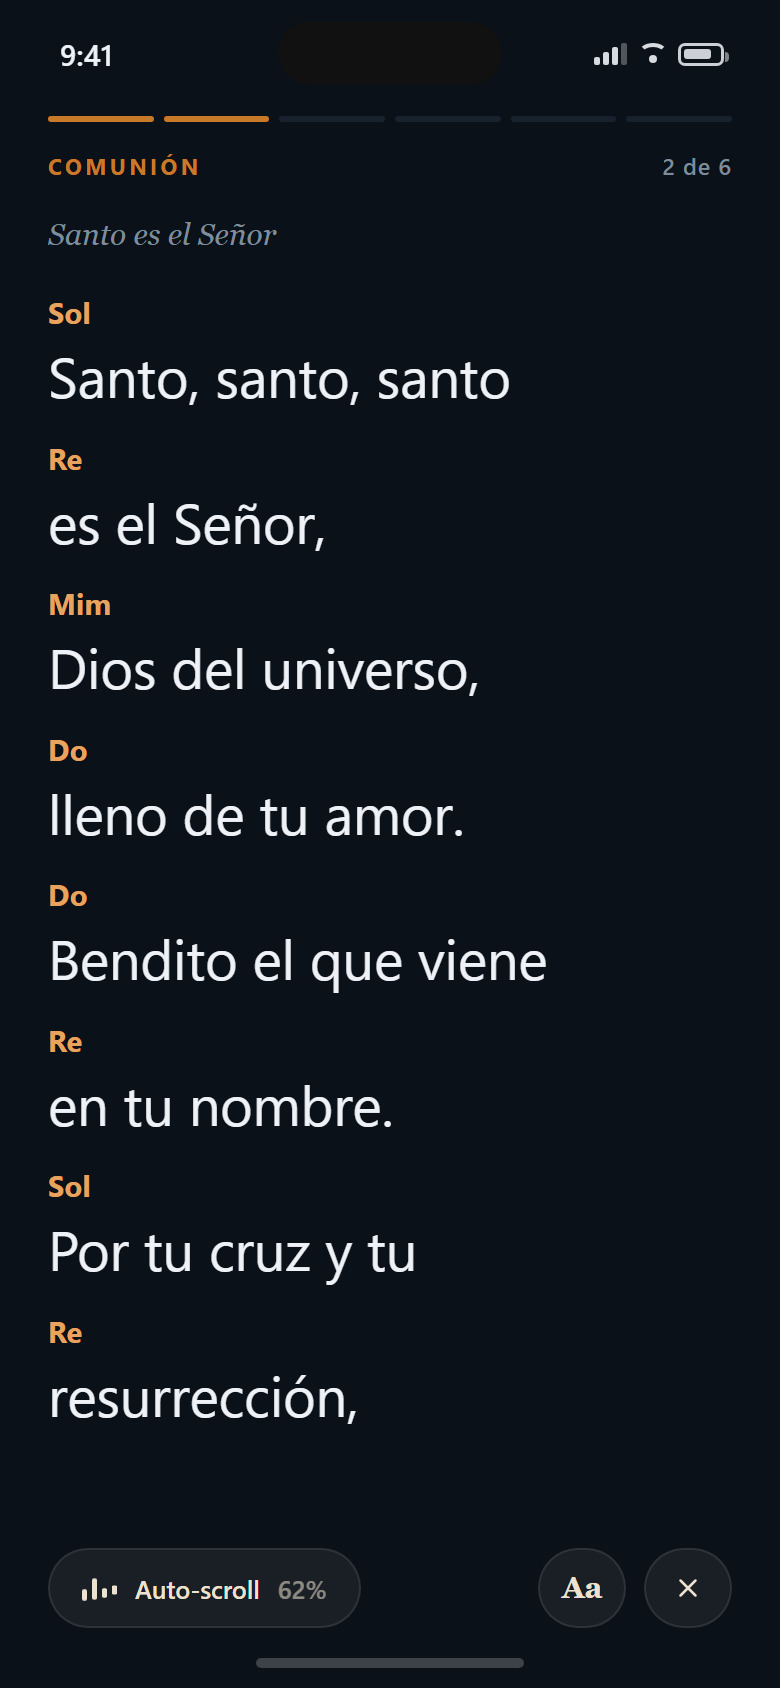 9:41
COMUNIÓN 2 de 6
Santo es el Señor
Sol
Santo, santo, santo
Re
es el Señor,
Mim
Dios del universo,
Do
lleno de tu amor.
Do
Bendito el que viene
Re
en tu nombre.
Sol
Por tu cruz y tu
Re
resurrección,
Auto-scroll 62% Aa